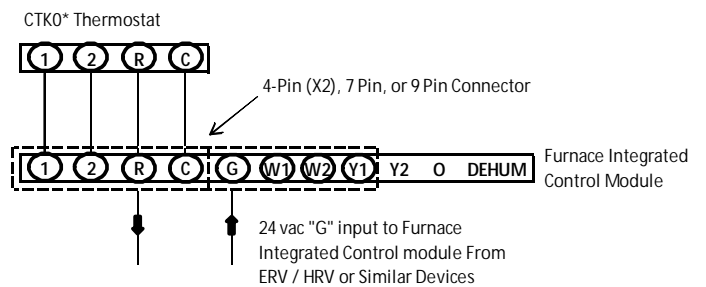 CTK0* Thermostat
1 2 R C
4-Pin (X2), 7 Pin, or 9 Pin Connector
1 2 R C G W1 W2 Y1 Y2 O DEHUM
Furnace Integrated
Control Module
24 vac "G" input to Furnace
Integrated Control module From
ERV / HRV or Similar Devices